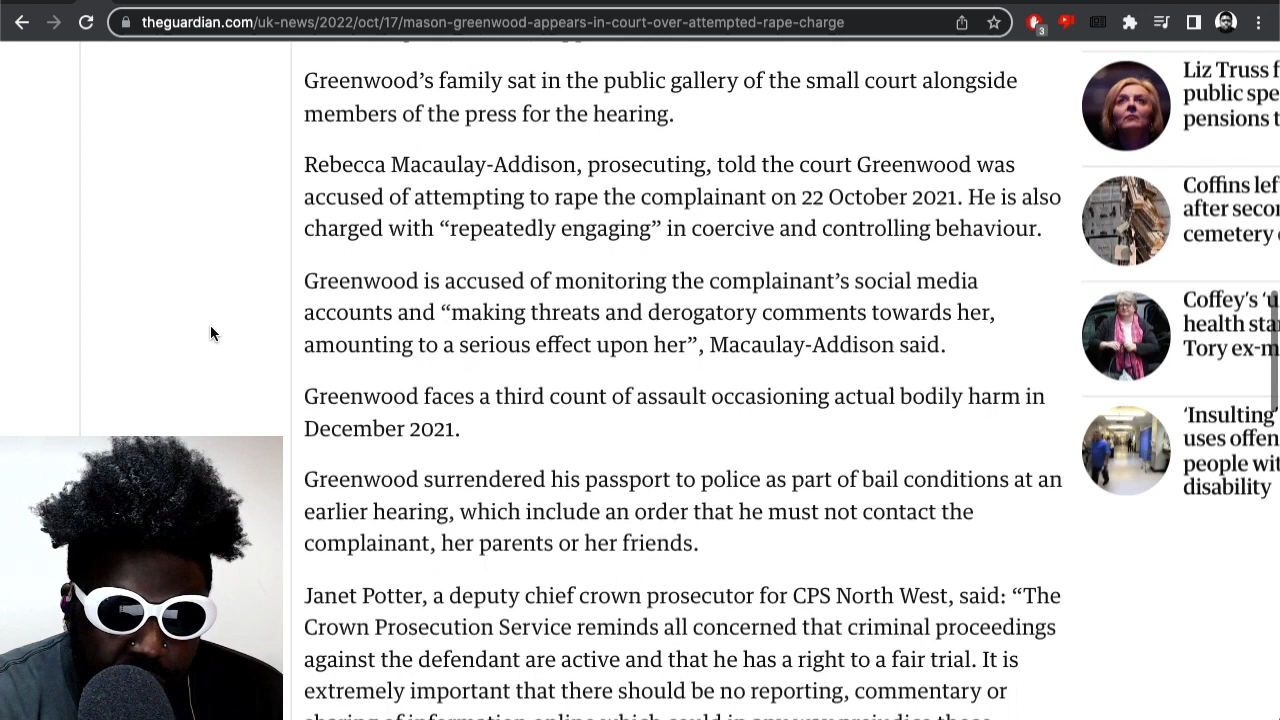 theguardian.com/uk-news/2022/oct/17/mason-greenwood-appears-in-court-over-attempted-rape-charge
3
Greenwood’s family sat in the public gallery of the small court alongside
members of the press for the hearing.
Rebecca Macaulay-Addison, prosecuting, told the court Greenwood was
accused of attempting to rape the complainant on 22 October 2021. He is also
charged with “repeatedly engaging” in coercive and controlling behaviour.
Greenwood is accused of monitoring the complainant’s social media
accounts and “making threats and derogatory comments towards her,
amounting to a serious effect upon her”, Macaulay-Addison said.
Greenwood faces a third count of assault occasioning actual bodily harm in
December 2021.
Greenwood surrendered his passport to police as part of bail conditions at an
earlier hearing, which include an order that he must not contact the
complainant, her parents or her friends.
Janet Potter, a deputy chief crown prosecutor for CPS North West, said: “The
Crown Prosecution Service reminds all concerned that criminal proceedings
against the defendant are active and that he has a right to a fair trial. It is
extremely important that there should be no reporting, commentary or
Liz Truss f
public spe
pensions t
Coffins lef
after secon
cemetery
Coffey’s ‘u
health sta
Tory ex-m
‘Insulting’
uses offen
people wit
disability